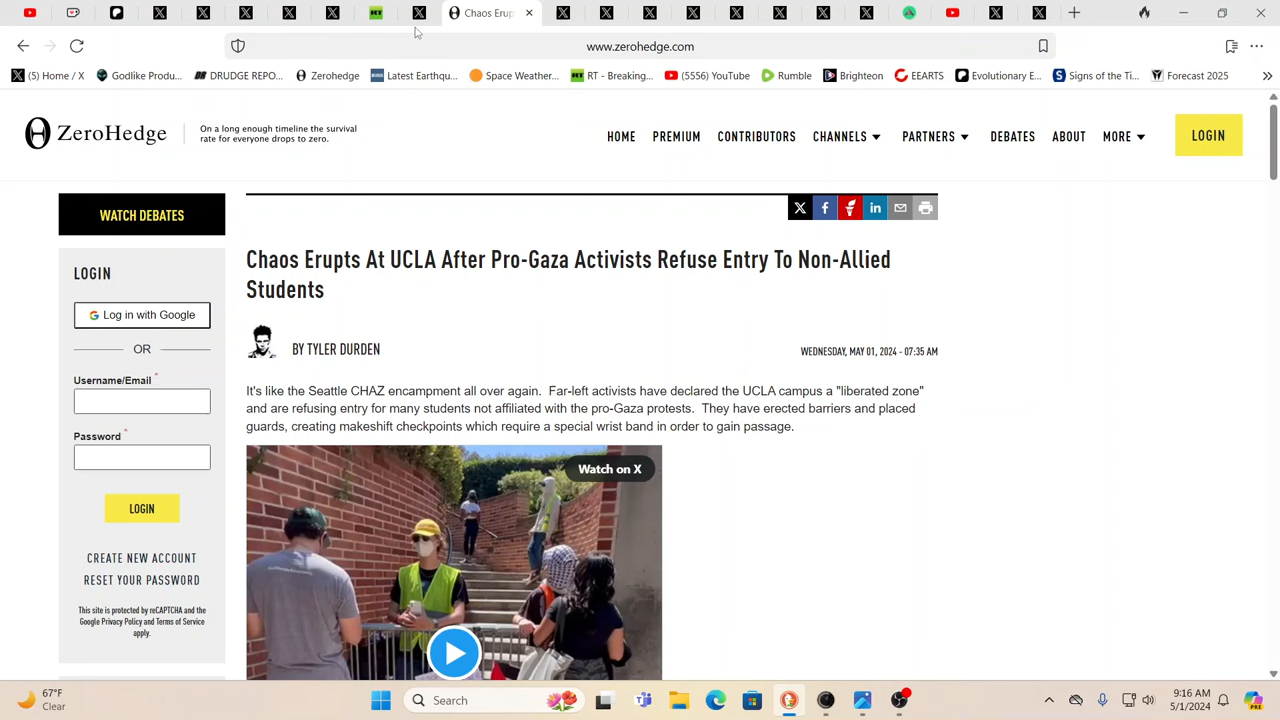 Chaos Erup
www.zerohedge.com
(5) Home / X
Godlike Produ...
DRUDGE REPO...
Zerohedge
Latest Earthqu...
Space Weather...
RT - Breaking...
(5556) YouTube
Rumble
Brighteon
EEARTS
Evolutionary E...
Signs of the Ti...
Forecast 2025
ZeroHedge
On a long enough timeline the survival
rate for everyone drops to zero.
HOME
PREMIUM
CONTRIBUTORS
CHANNELS
PARTNERS
DEBATES
ABOUT
MORE
LOGIN
WATCH DEBATES
LOGIN
Log in with Google
OR
Username/Email *
Password *
LOGIN
CREATE NEW ACCOUNT
RESET YOUR PASSWORD
This site is protected by reCAPTCHA and the
Google Privacy Policy and Terms of Service
apply.
Chaos Erupts At UCLA After Pro-Gaza Activists Refuse Entry To Non-Allied
Students
BY TYLER DURDEN
WEDNESDAY, MAY 01, 2024 - 07:35 AM
It's like the Seattle CHAZ encampment all over again.  Far-left activists have declared the UCLA campus a "liberated zone"
and are refusing entry for many students not affiliated with the pro-Gaza protests.  They have erected barriers and placed
guards, creating makeshift checkpoints which require a special wrist band in order to gain passage.
Watch on X
67°F
Clear
Search
5:16 AM
5/1/2024